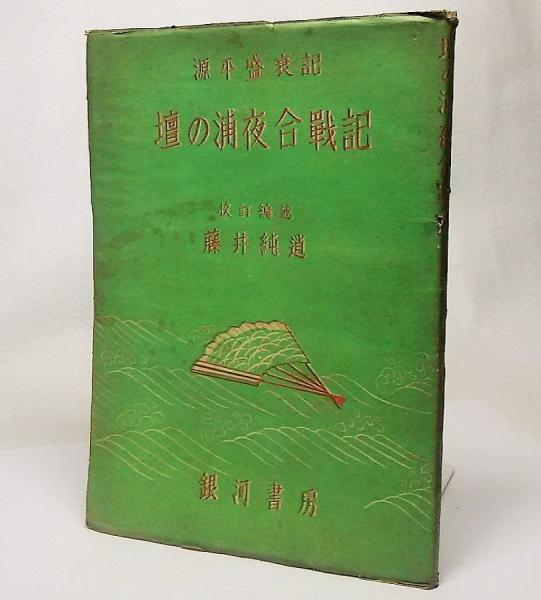 源平盛衰記
壇の浦夜合戰記
校訂編述
藤井純逍
銀河書房